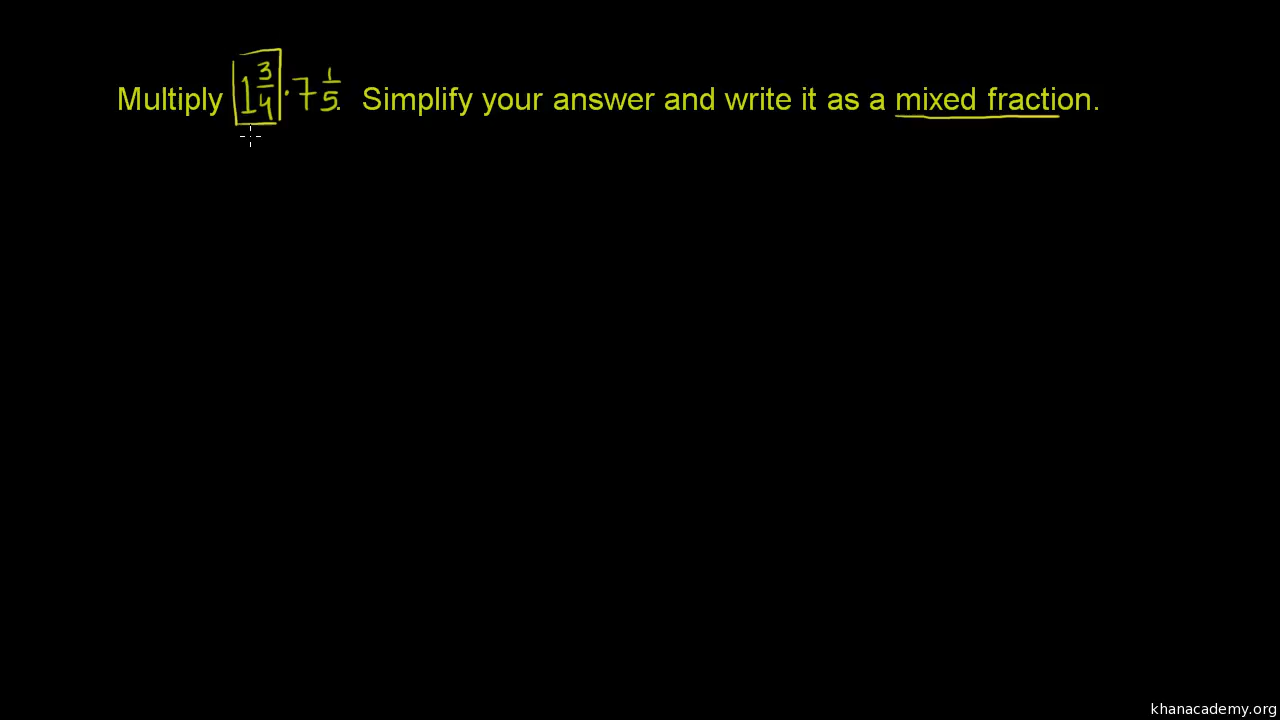 Multiply 1 3/4 · 7 1/5. Simplify your answer and write it as a mixed fraction.
khanacademy.org